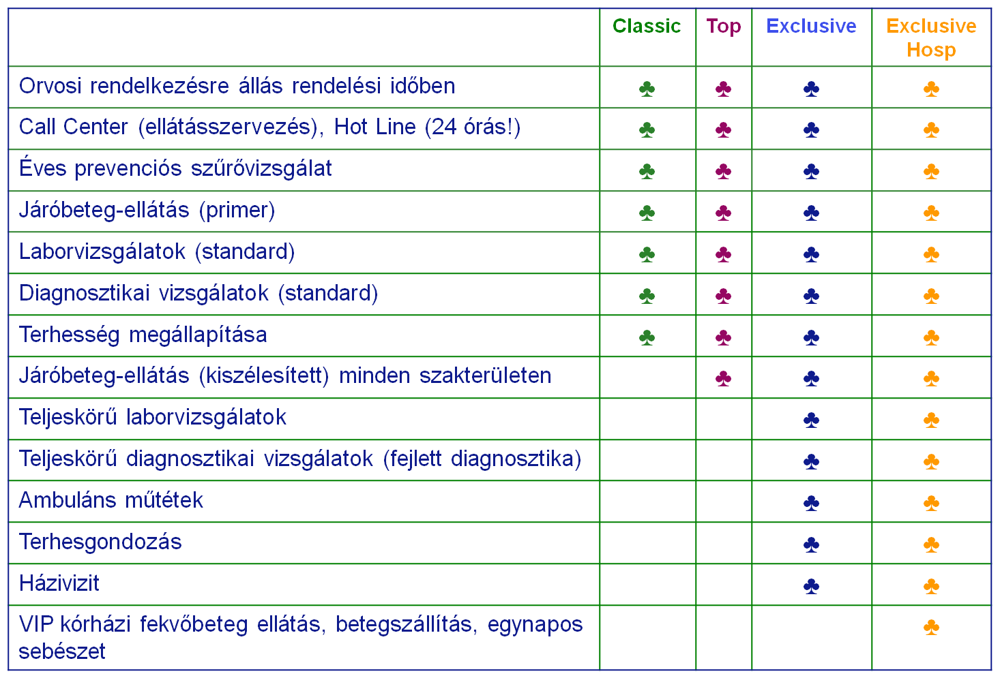 Classic Top Exclusive Exclusive
Hosp
Orvosi rendelkezésre állás rendelési időben ♣ ♣ ♣ ♣
Call Center (ellátásszervezés), Hot Line (24 órás!) ♣ ♣ ♣ ♣
Éves prevenciós szűrővizsgálat ♣ ♣ ♣ ♣
Járóbeteg-ellátás (primer) ♣ ♣ ♣ ♣
Laborvizsgálatok (standard) ♣ ♣ ♣ ♣
Diagnosztikai vizsgálatok (standard) ♣ ♣ ♣ ♣
Terhesség megállapítása ♣ ♣ ♣ ♣
Járóbeteg-ellátás (kiszélesített) minden szakterületen ♣ ♣ ♣
Teljeskörű laborvizsgálatok ♣ ♣
Teljeskörű diagnosztikai vizsgálatok (fejlett diagnosztika) ♣ ♣
Ambuláns műtétek ♣ ♣
Terhesgondozás ♣ ♣
Házivizit ♣ ♣
VIP kórházi fekvőbeteg ellátás, betegszállítás, egynapos ♣
sebészet